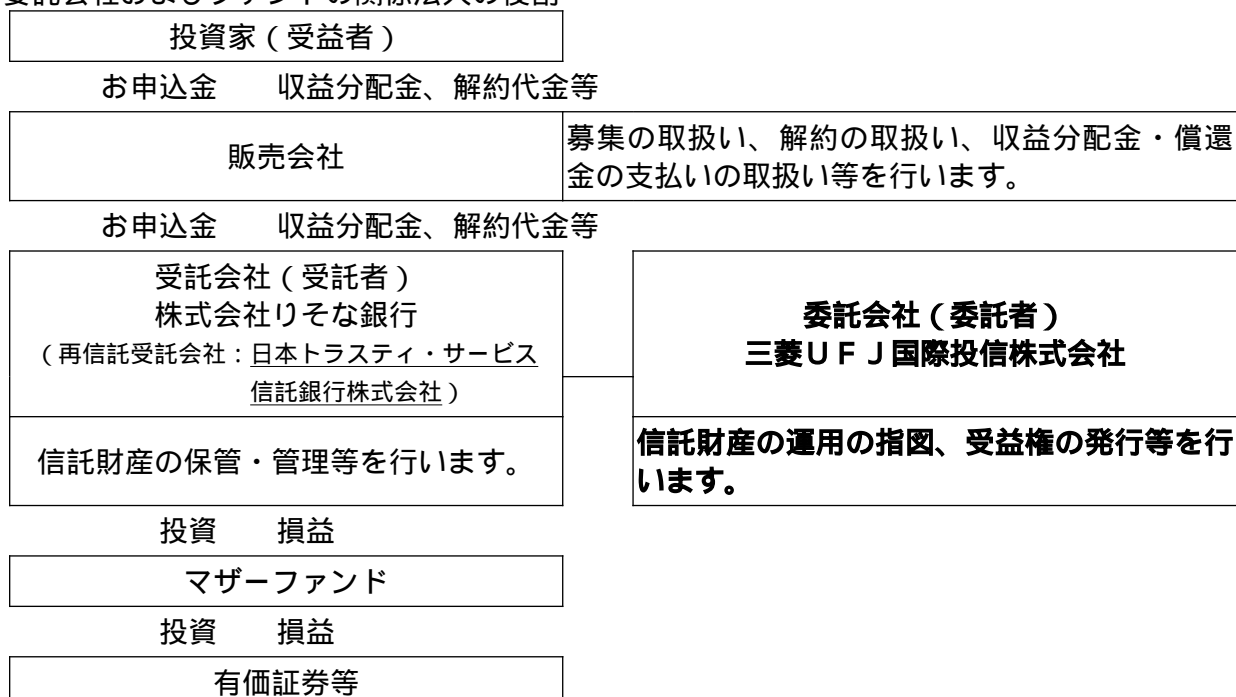 委託会社およびファンドの関係法人の役割
投資家(受益者)
お申込金 収益分配金、解約代金等
販売会社
募集の取扱い、解約の取扱い、収益分配金・償還
金の支払いの取扱い等を行います。
お申込金 収益分配金、解約代金等
受託会社(受託者)
株式会社りそな銀行
(再信託受託会社:日本トラスティ・サービス
信託銀行株式会社)
委託会社(委託者)
三菱UFJ国際投信株式会社
信託財産の保管・管理等を行います。
信託財産の運用の指図、受益権の発行等を行
います。
投資 損益
マザーファンド
投資 損益
有価証券等